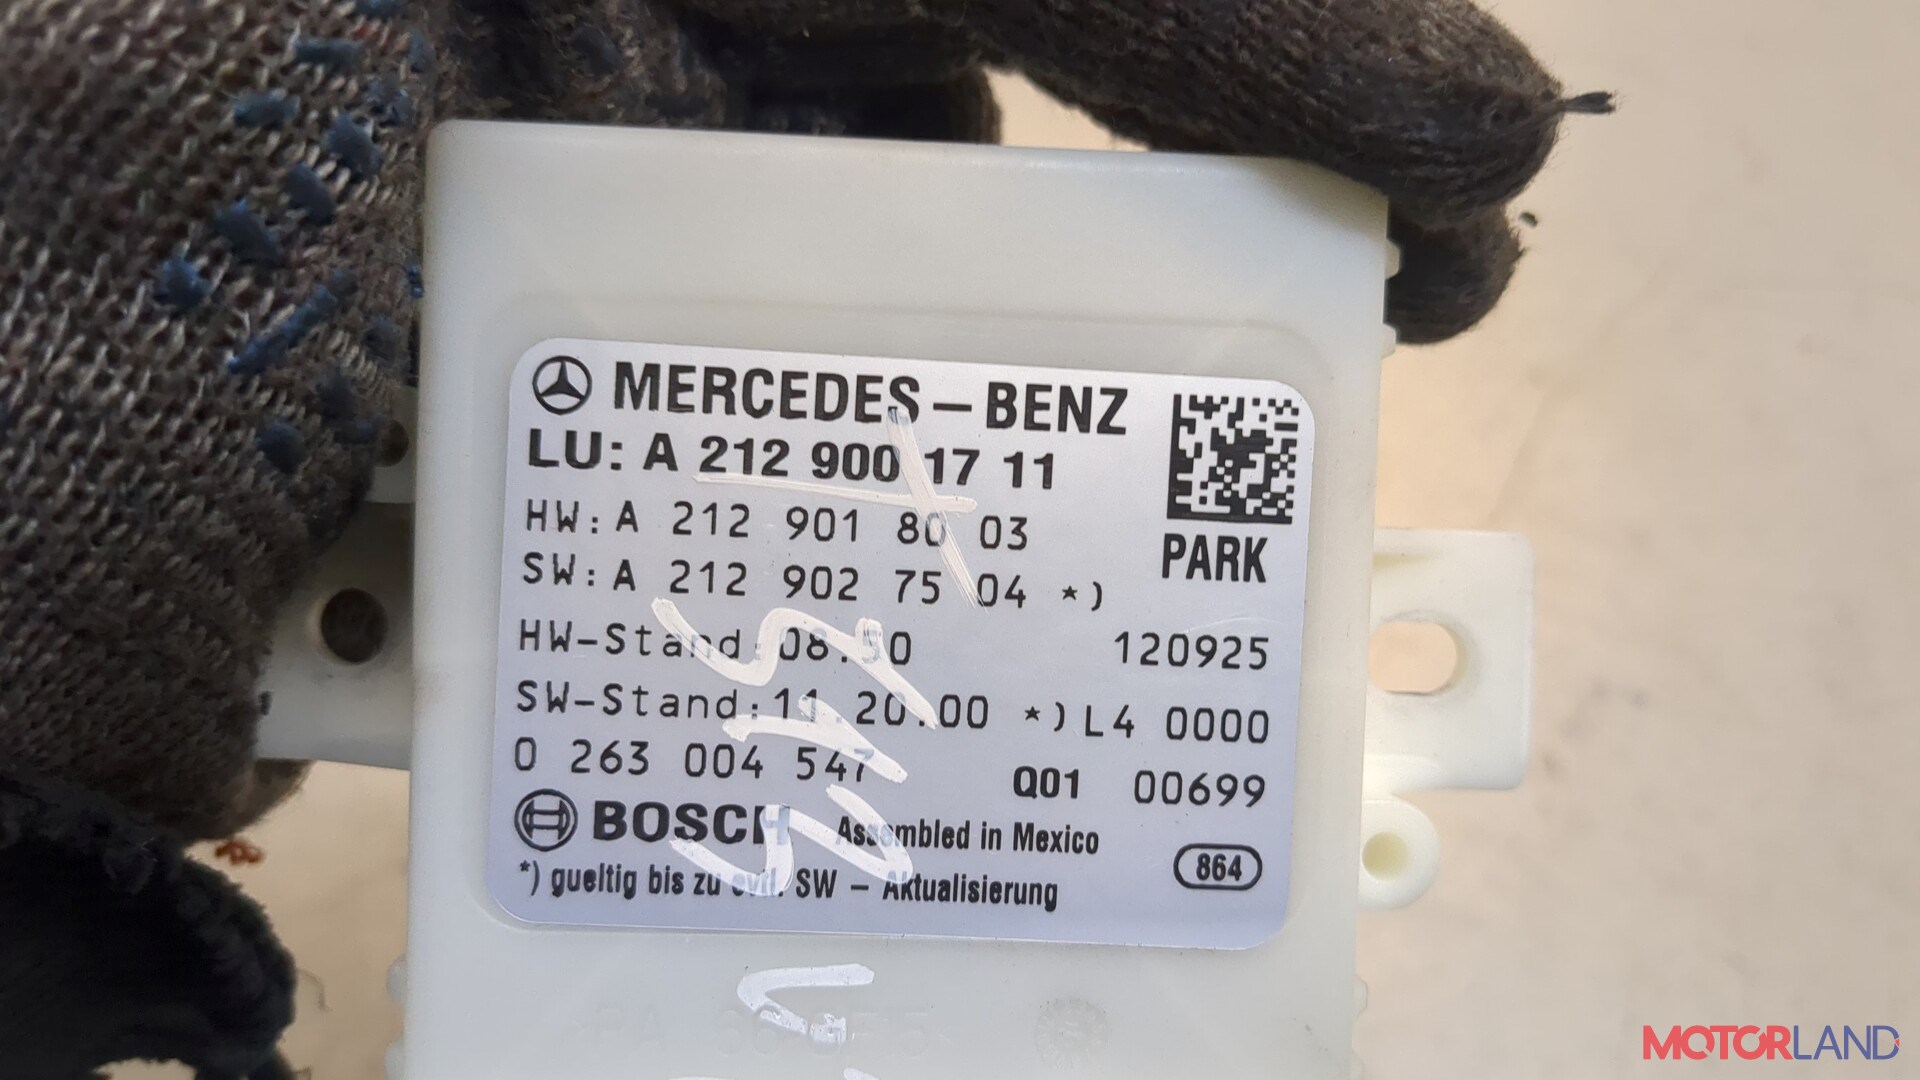 MERCEDES-BENZ
LU: A 212 900 17 11
HW: A 212 901 80 03
SW: A 212 902 75 04 *)
PARK
HW-Stand:08.50 120925
SW-Stand:11.20.00 *) L4 0000
0 263 004 547 Q01 00699
BOSCH Assembled in Mexico
864
*) gueltig bis zu evtl. SW - Aktualisierung
MOTORLAND